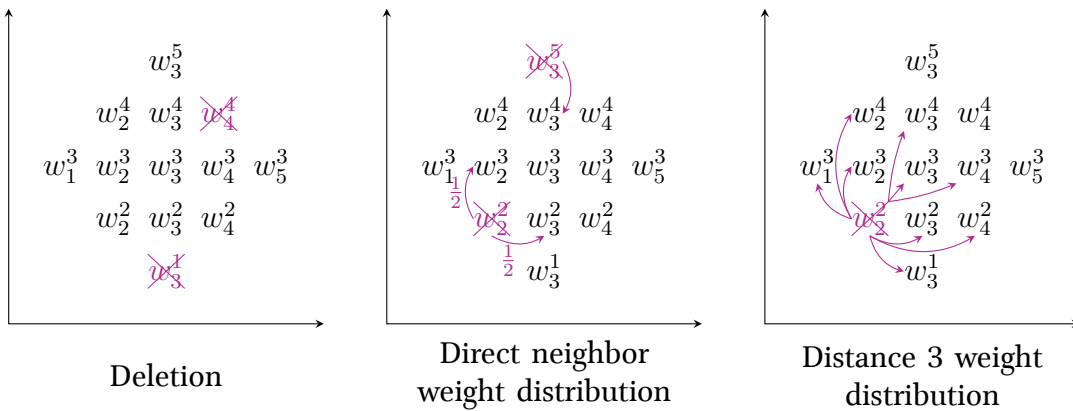 w_3^5
w_2^4 w_3^4 w_4^4
w_1^3 w_2^3 w_3^3 w_4^3 w_5^3
w_2^2 w_3^2 w_4^2
w_3^1
Deletion
w_3^5
w_2^4 w_3^4 w_4^4
w_1^3 w_2^3 w_3^3 w_4^3 w_5^3
1/2
w_2^2 w_3^2 w_4^2
1/2 w_3^1
Direct neighbor
weight distribution
w_3^5
w_2^4 w_3^4 w_4^4
w_1^3 w_2^3 w_3^3 w_4^3 w_5^3
w_2^2 w_3^2 w_4^2
w_3^1
Distance 3 weight
distribution